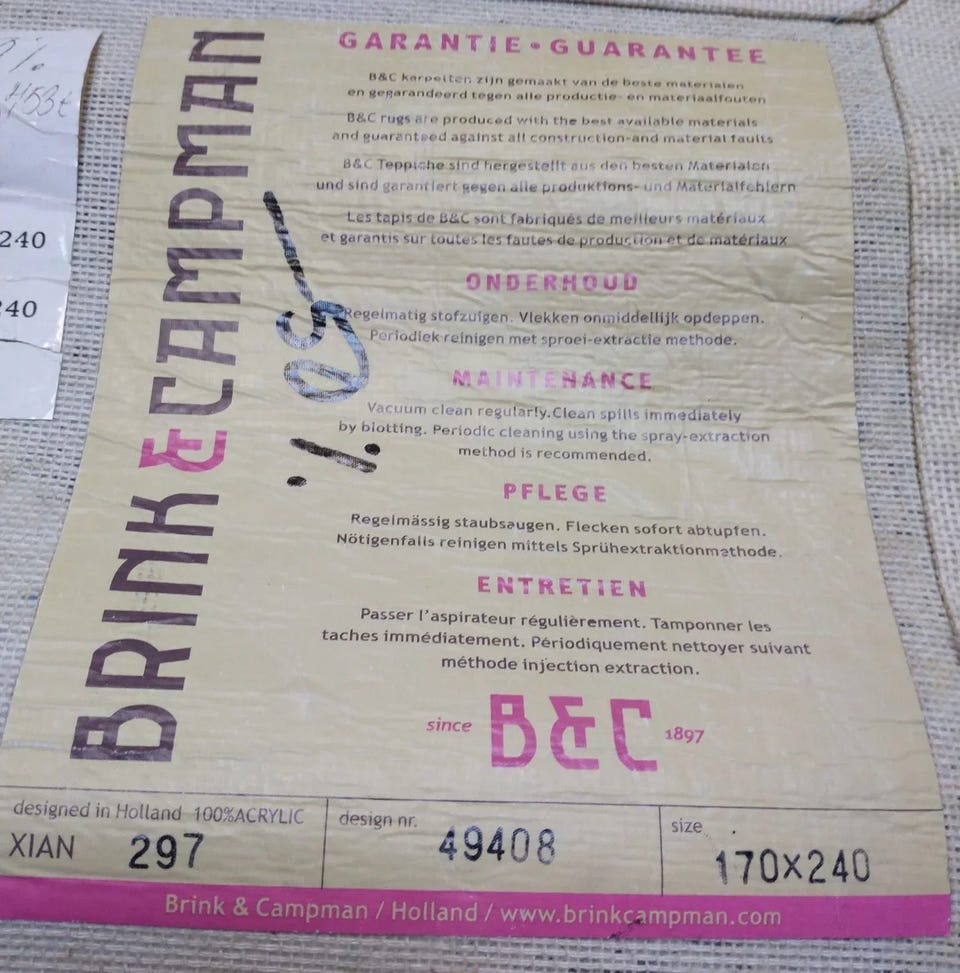 BRINK & CAMPMAN
GARANTIE • GUARANTEE
B&C karpetten zijn gemaakt van de beste materialen
en gegarandeerd tegen alle productie- en materiaalfouten
B&C rugs are produced with the best available materials
and guaranteed against all construction-and material faults
B&C Teppiche sind hergestellt aus den besten Materialen
und sind garantiert gegen alle produktions- und Materialfehlern
Les tapis de B&C sont fabriqués de meilleurs matériaux
et garantis sur toutes les fautes de production et de matériaux
ONDERHOUD
Regelmatig stofzuigen. Vlekken onmiddellijk opdeppen.
Periodiek reinigen met sproei-extractie methode.
MAINTENANCE
Vacuum clean regularly.Clean spills immediately
by blotting. Periodic cleaning using the spray-extraction
method is recommended.
PFLEGE
Regelmässig staubsaugen. Flecken sofort abtupfen.
Nötigenfalls reinigen mittels Sprühextraktionmethode.
ENTRETIEN
Passer l'aspirateur régulièrement. Tamponner les
taches immédiatement. Périodiquement nettoyer suivant
méthode injection extraction.
since B&C 1897
designed in Holland 100%ACRYLIC
XIAN 297
design nr. 49408
size 170x240
Brink & Campman / Holland / www.brinkcampman.com
240
40